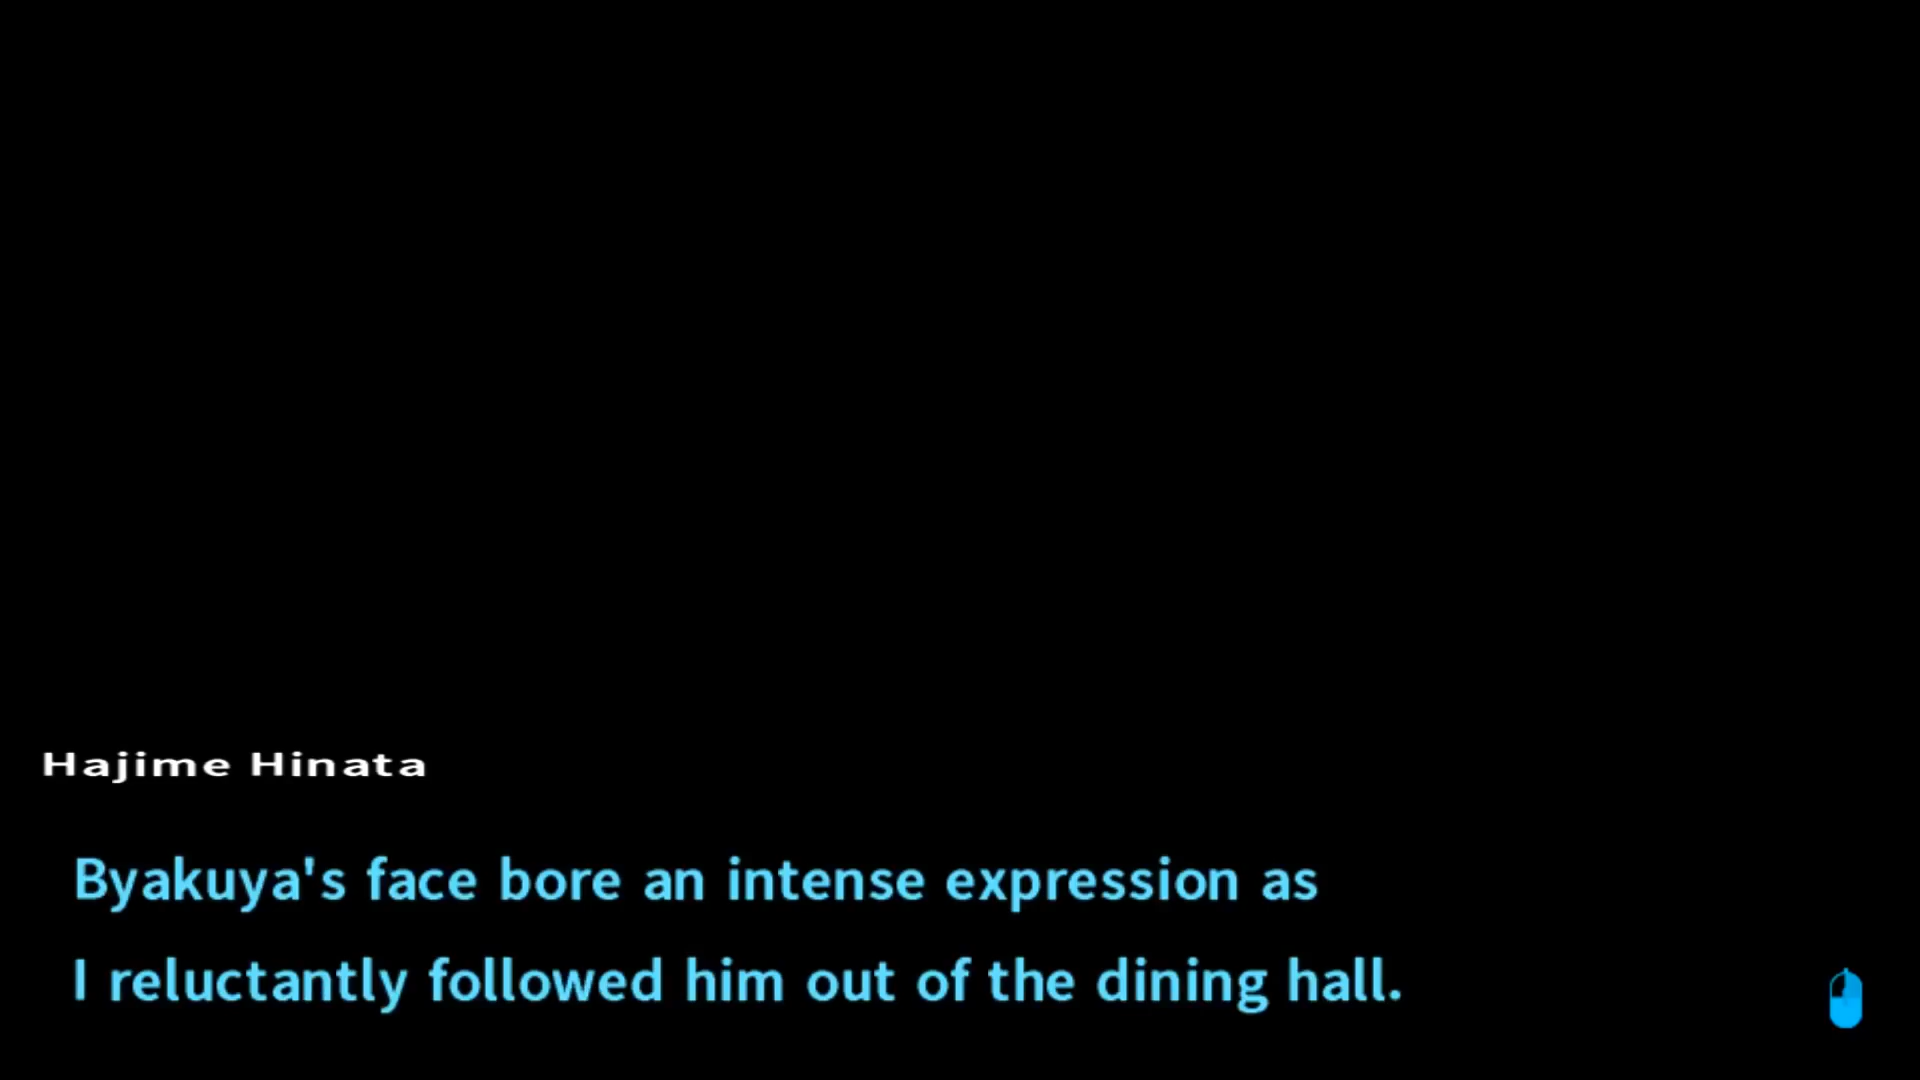 Hajime Hinata
Byakuya's face bore an intense expression as
I reluctantly followed him out of the dining hall.